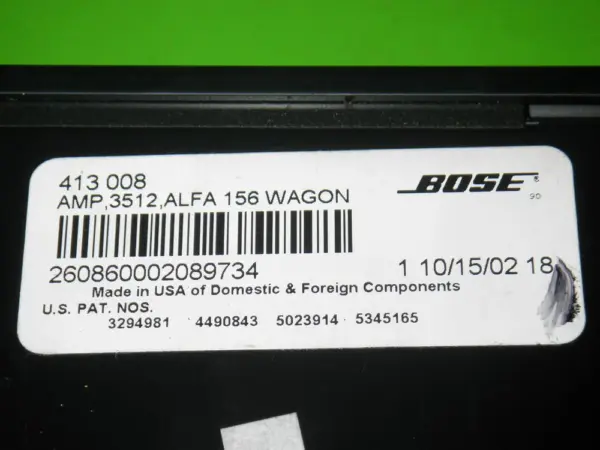 413 008
BOSE ®
AMP,3512,ALFA 156 WAGON
90
260860002089734 1 10/15/02 18
Made in USA of Domestic & Foreign Components
U.S. PAT. NOS.
3294981 4490843 5023914 5345165